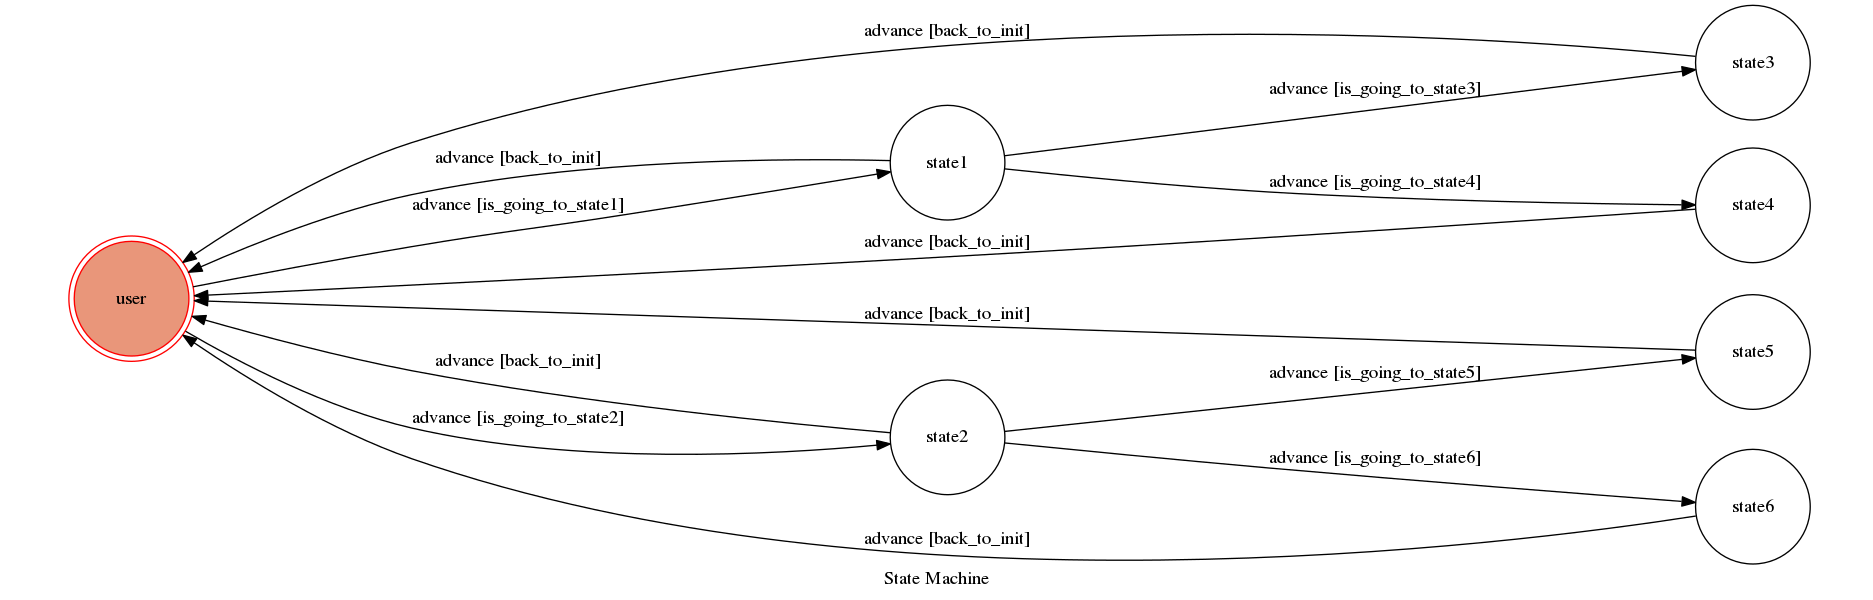 advance [back_to_init]
state3
advance [is_going_to_state3]
advance [back_to_init]
state1
advance [is_going_to_state4]
advance [is_going_to_state1]
state4
advance [back_to_init]
user
advance [back_to_init]
state5
advance [back_to_init]
advance [is_going_to_state5]
advance [is_going_to_state2]
state2
advance [is_going_to_state6]
state6
advance [back_to_init]
State Machine